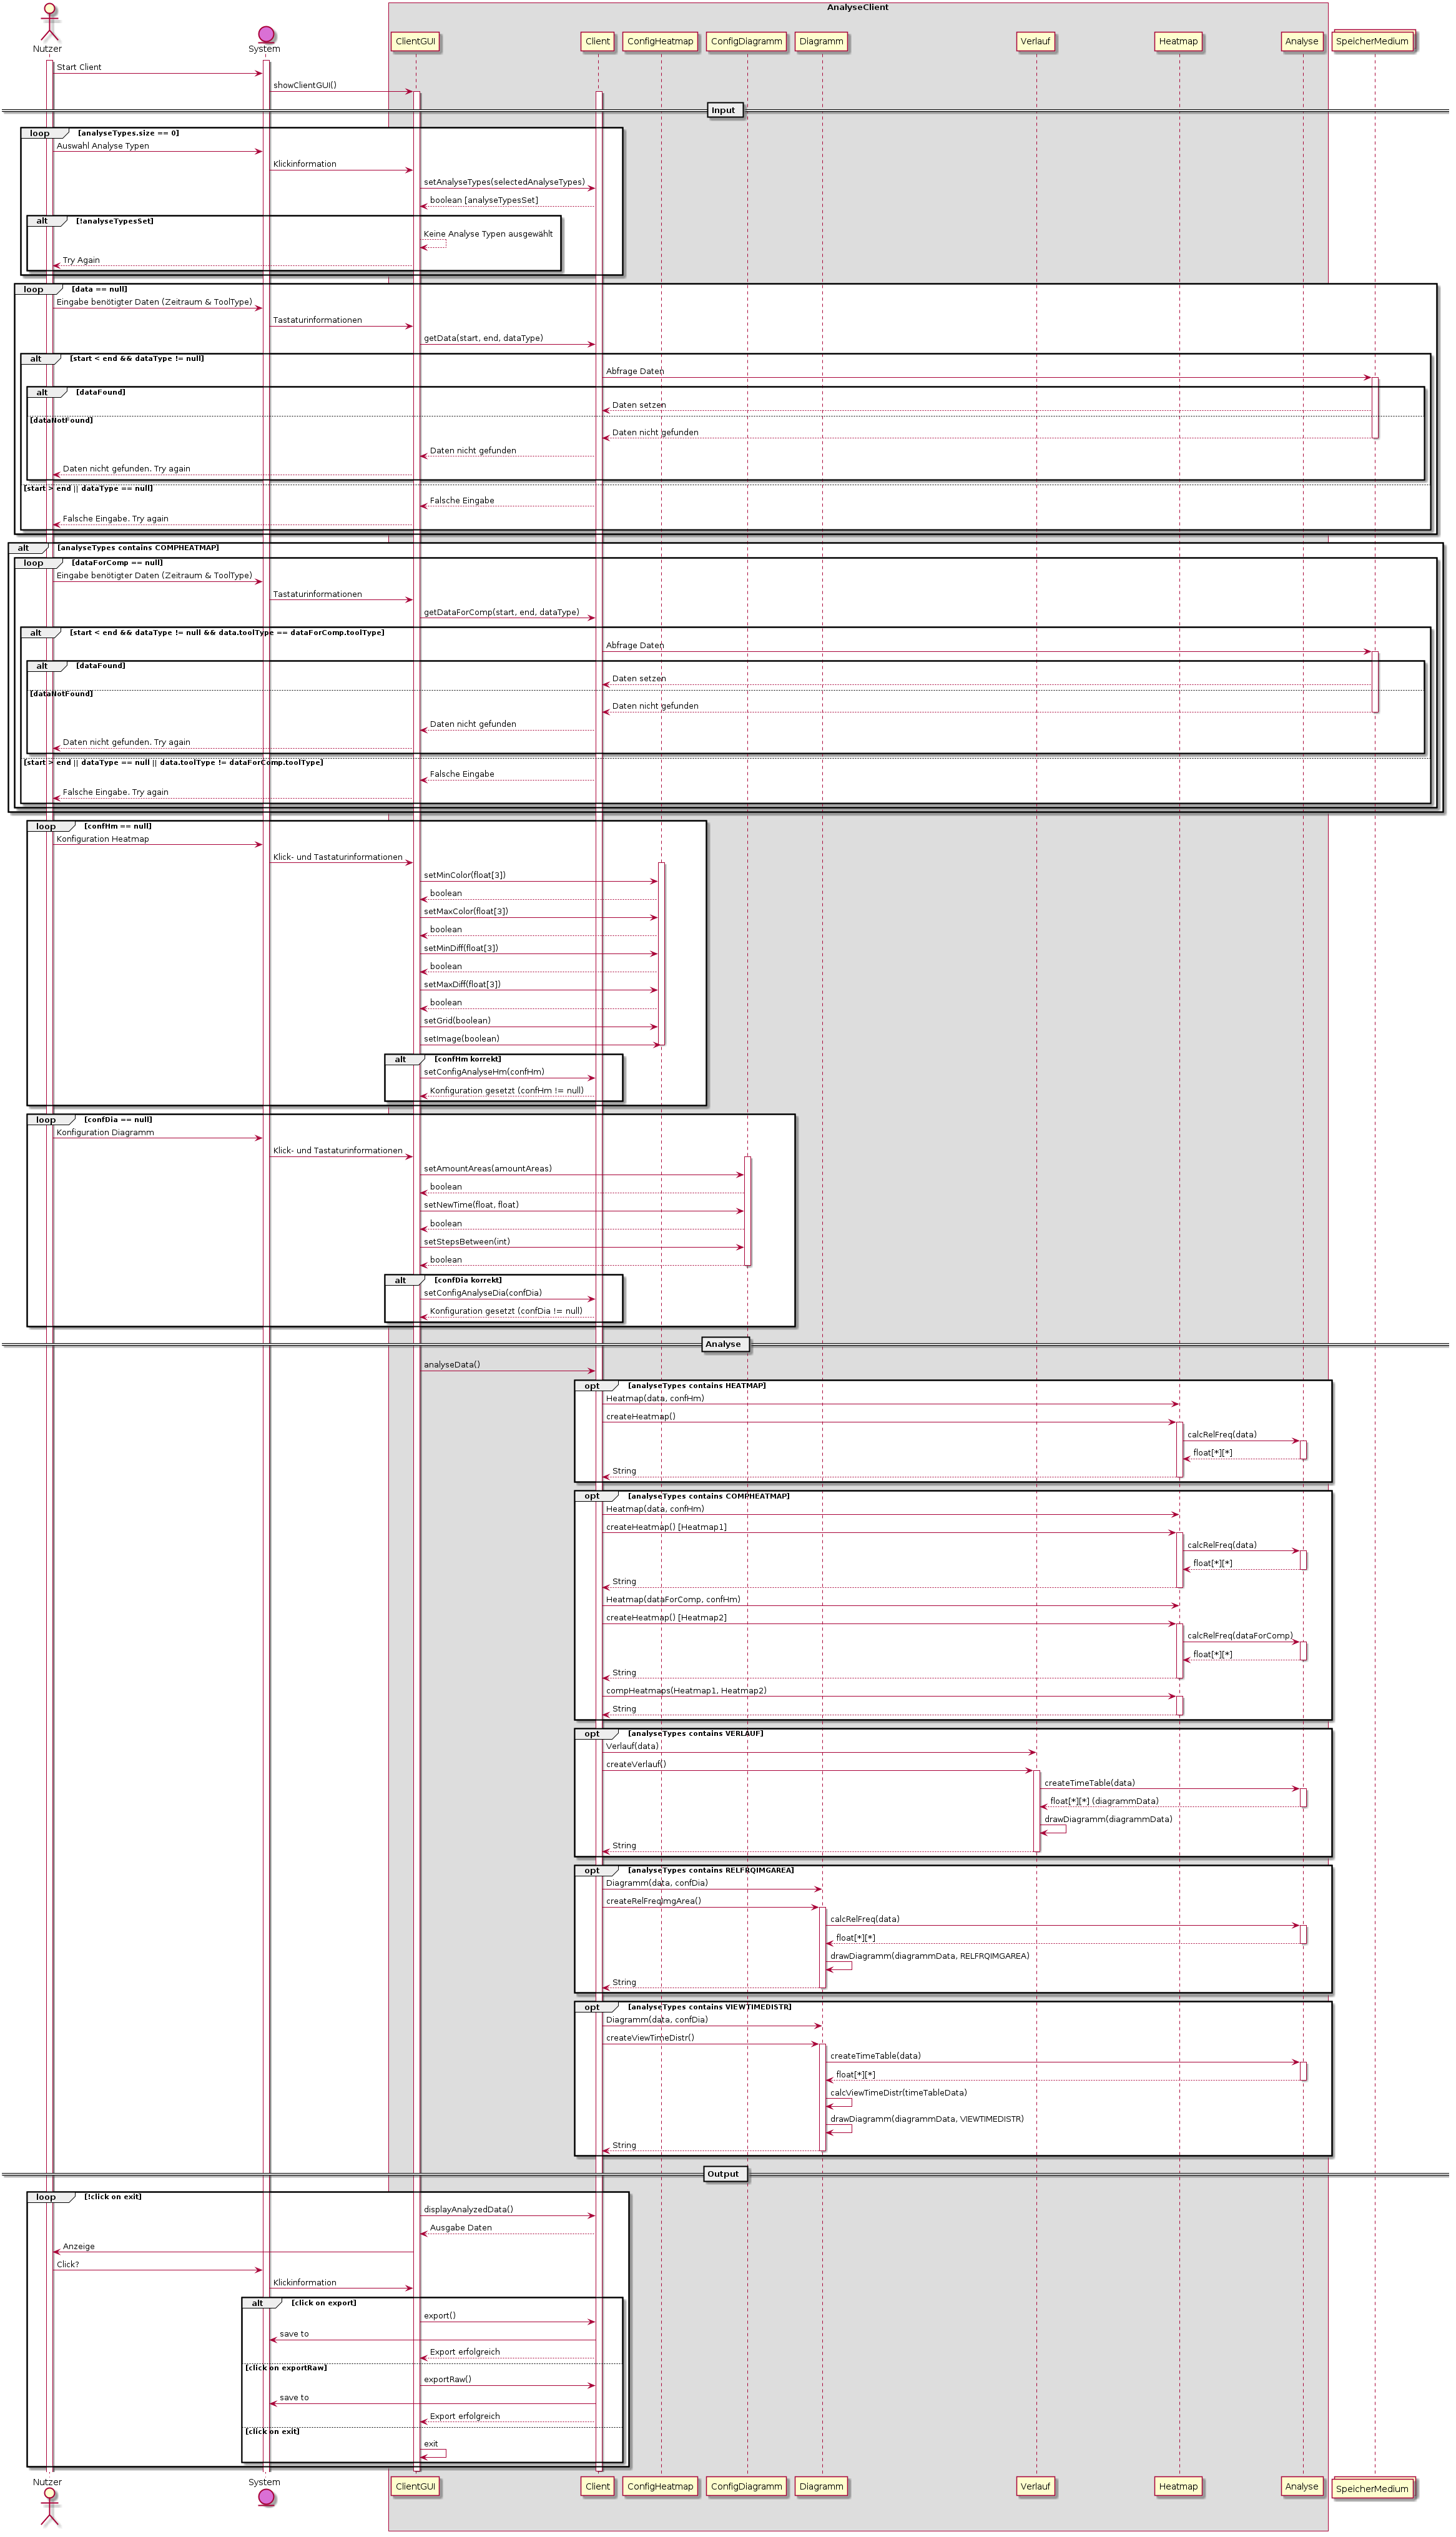 AnalyseClient
Nutzer
System
ClientGUI
Client
ConfigHeatmap
ConfigDiagramm
Diagramm
Verlauf
Heatmap
Analyse
SpeicherMedium
Start Client
showClientGUI()
Input
loop [analyseTypes.size == 0]
Auswahl Analyse Typen
Klickinformation
setAnalyseTypes(selectedAnalyseTypes)
boolean [analyseTypesSet]
alt [!analyseTypesSet]
Keine Analyse Typen ausgewählt
Try Again
loop [data == null]
Eingabe benötigter Daten (Zeitraum & ToolType)
Tastaturinformationen
getData(start, end, dataType)
alt [start < end && dataType != null]
Abfrage Daten
alt [dataFound]
Daten setzen
[dataNotFound]
Daten nicht gefunden
Daten nicht gefunden
Daten nicht gefunden. Try again
[start > end || dataType == null]
Falsche Eingabe
Falsche Eingabe. Try again
alt [analyseTypes contains COMPHEATMAP]
loop [dataForComp == null]
Eingabe benötigter Daten (Zeitraum & ToolType)
Tastaturinformationen
getDataForComp(start, end, dataType)
alt [start < end && dataType != null && data.toolType == dataForComp.toolType]
Abfrage Daten
alt [dataFound]
Daten setzen
[dataNotFound]
Daten nicht gefunden
Daten nicht gefunden
Daten nicht gefunden. Try again
[start > end || dataType == null || data.toolType != dataForComp.toolType]
Falsche Eingabe
Falsche Eingabe. Try again
loop [confHm == null]
Konfiguration Heatmap
Klick- und Tastaturinformationen
setMinColor(float[3])
boolean
setMaxColor(float[3])
boolean
setMinDiff(float[3])
boolean
setMaxDiff(float[3])
boolean
setGrid(boolean)
setImage(boolean)
alt [confHm korrekt]
setConfigAnalyseHm(confHm)
Konfiguration gesetzt (confHm != null)
loop [confDia == null]
Konfiguration Diagramm
Klick- und Tastaturinformationen
setAmountAreas(amountAreas)
boolean
setNewTime(float, float)
boolean
setStepsBetween(int)
boolean
alt [confDia korrekt]
setConfigAnalyseDia(confDia)
Konfiguration gesetzt (confDia != null)
Analyse
analyseData()
opt [analyseTypes contains HEATMAP]
Heatmap(data, confHm)
createHeatmap()
calcRelFreq(data)
float[*][*]
String
opt [analyseTypes contains COMPHEATMAP]
Heatmap(data, confHm)
createHeatmap() [Heatmap1]
calcRelFreq(data)
float[*][*]
String
Heatmap(dataForComp, confHm)
createHeatmap() [Heatmap2]
calcRelFreq(dataForComp)
float[*][*]
String
compHeatmaps(Heatmap1, Heatmap2)
String
opt [analyseTypes contains VERLAUF]
Verlauf(data)
createVerlauf()
createTimeTable(data)
float[*][*] (diagrammData)
drawDiagramm(diagrammData)
String
opt [analyseTypes contains RELFRQIMGAREA]
Diagramm(data, confDia)
createRelFreqImgArea()
calcRelFreq(data)
float[*][*]
drawDiagramm(diagrammData, RELFRQIMGAREA)
String
opt [analyseTypes contains VIEWTIMEDISTR]
Diagramm(data, confDia)
createViewTimeDistr()
createTimeTable(data)
float[*][*]
calcViewTimeDistr(timeTableData)
drawDiagramm(diagrammData, VIEWTIMEDISTR)
String
Output
loop [!click on exit]
displayAnalyzedData()
Ausgabe Daten
Anzeige
Click?
Klickinformation
alt [click on export]
export()
save to
Export erfolgreich
[click on exportRaw]
exportRaw()
save to
Export erfolgreich
[click on exit]
exit
Nutzer
System
ClientGUI
Client
ConfigHeatmap
ConfigDiagramm
Diagramm
Verlauf
Heatmap
Analyse
SpeicherMedium